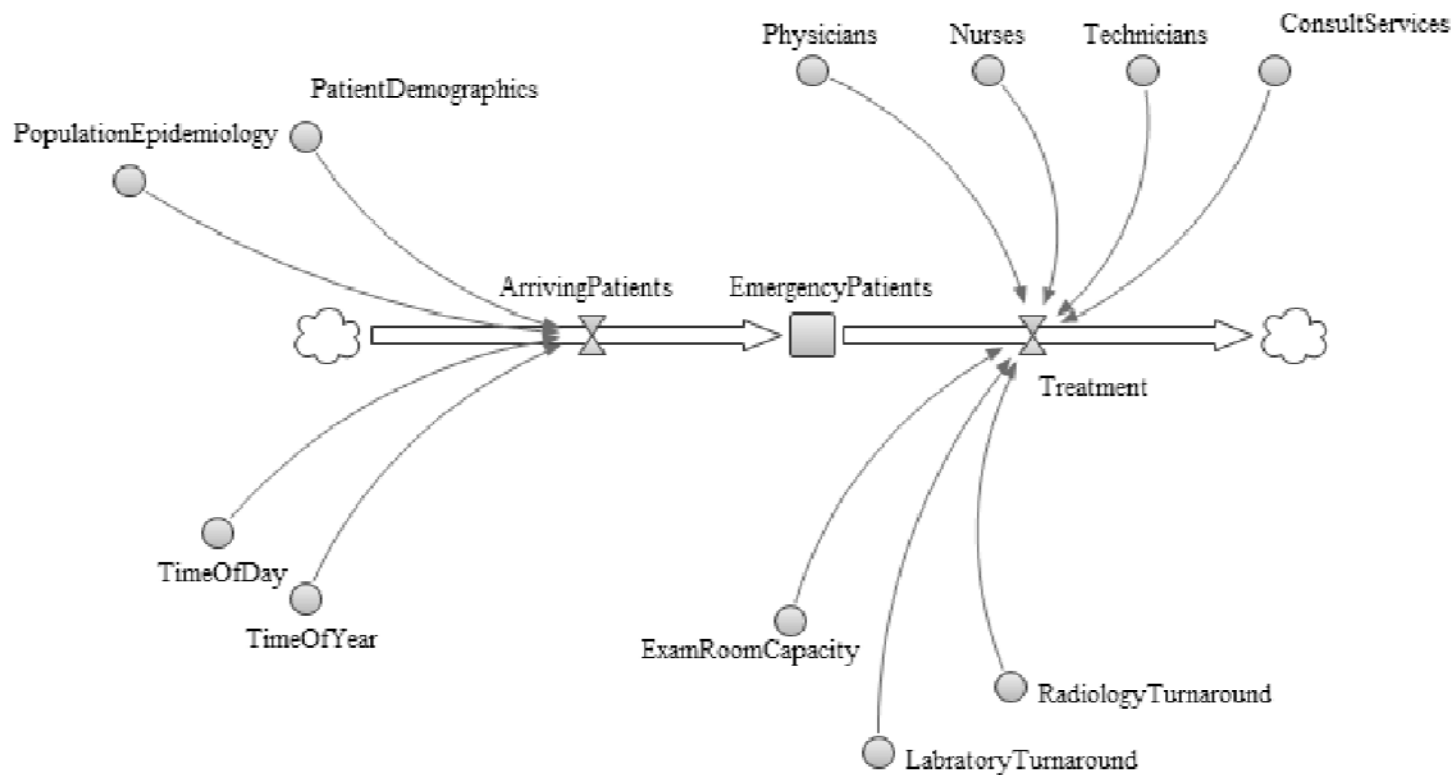 Physicians
Nurses
Technicians
ConsultServices
PatientDemographics
PopulationEpidemiology
ArrivingPatients
EmergencyPatients
Treatment
TimeOfDay
TimeOfYear
ExamRoomCapacity
RadiologyTurnaround
LabratoryTurnaround